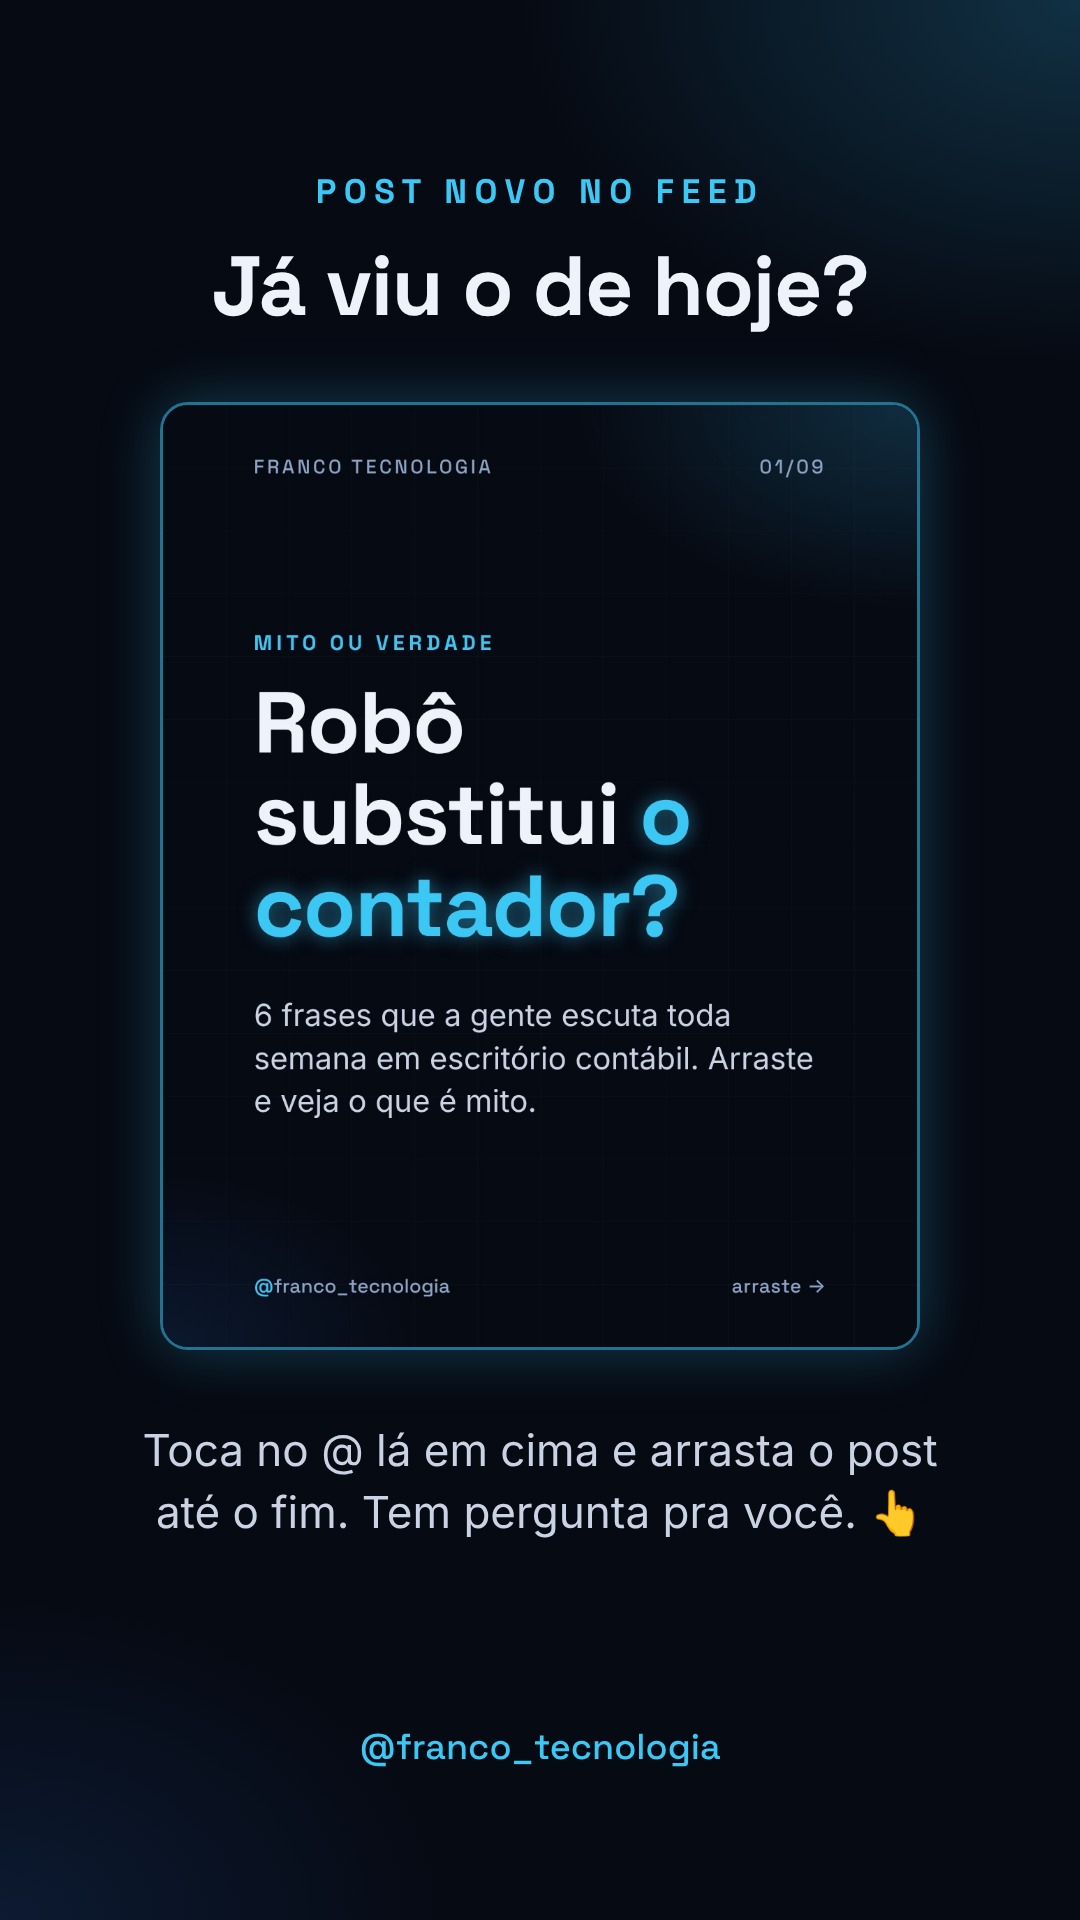 POST NOVO NO FEED
Já viu o de hoje?
FRANCO TECNOLOGIA
01/09
MITO OU VERDADE
Robô
substitui o
contador?
6 frases que a gente escuta toda
semana em escritório contábil. Arraste
e veja o que é mito.
@franco_tecnologia
arraste →
Toca no @ lá em cima e arrasta o post
até o fim. Tem pergunta pra você. 👆
@franco_tecnologia